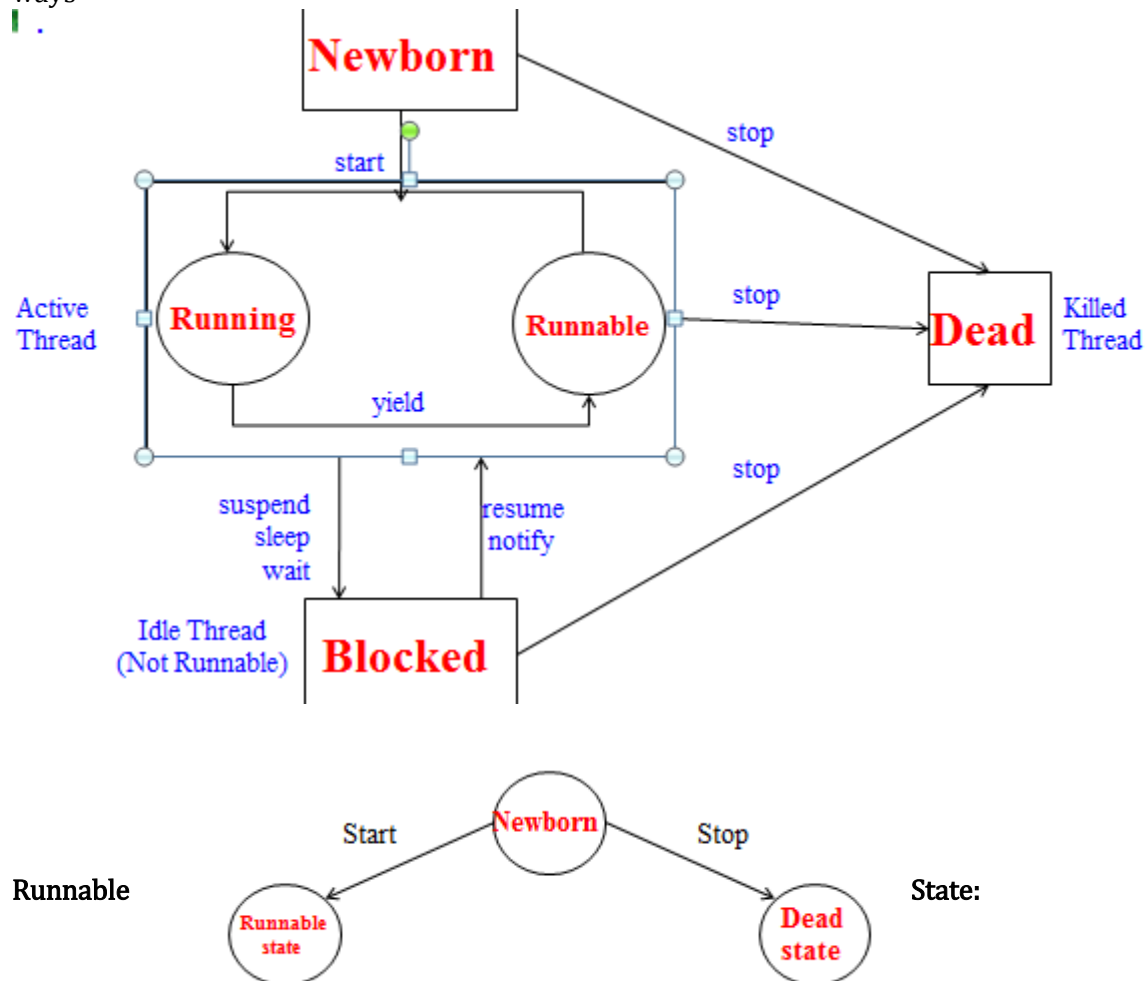 ways
Newborn
stop
start
Active
Thread
Running
Runnable
stop
Dead
Killed
Thread
yield
stop
suspend
sleep
wait
resume
notify
Idle Thread
(Not Runnable)
Blocked
Newborn
Start
Stop
Runnable
State:
Runnable
state
Dead
state